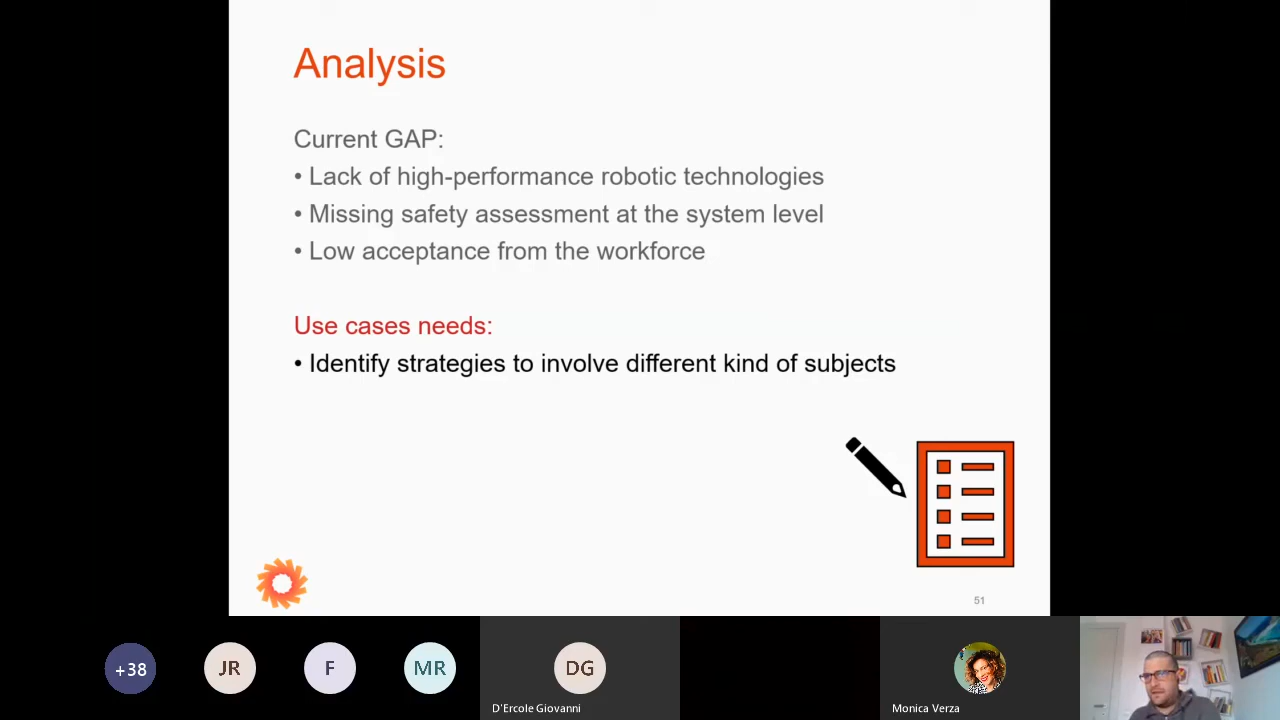 Analysis
Current GAP:
• Lack of high-performance robotic technologies
• Missing safety assessment at the system level
• Low acceptance from the workforce
Use cases needs:
• Identify strategies to involve different kind of subjects
51
+38
JR
F
MR
DG
D'Ercole Giovanni
Monica Verza